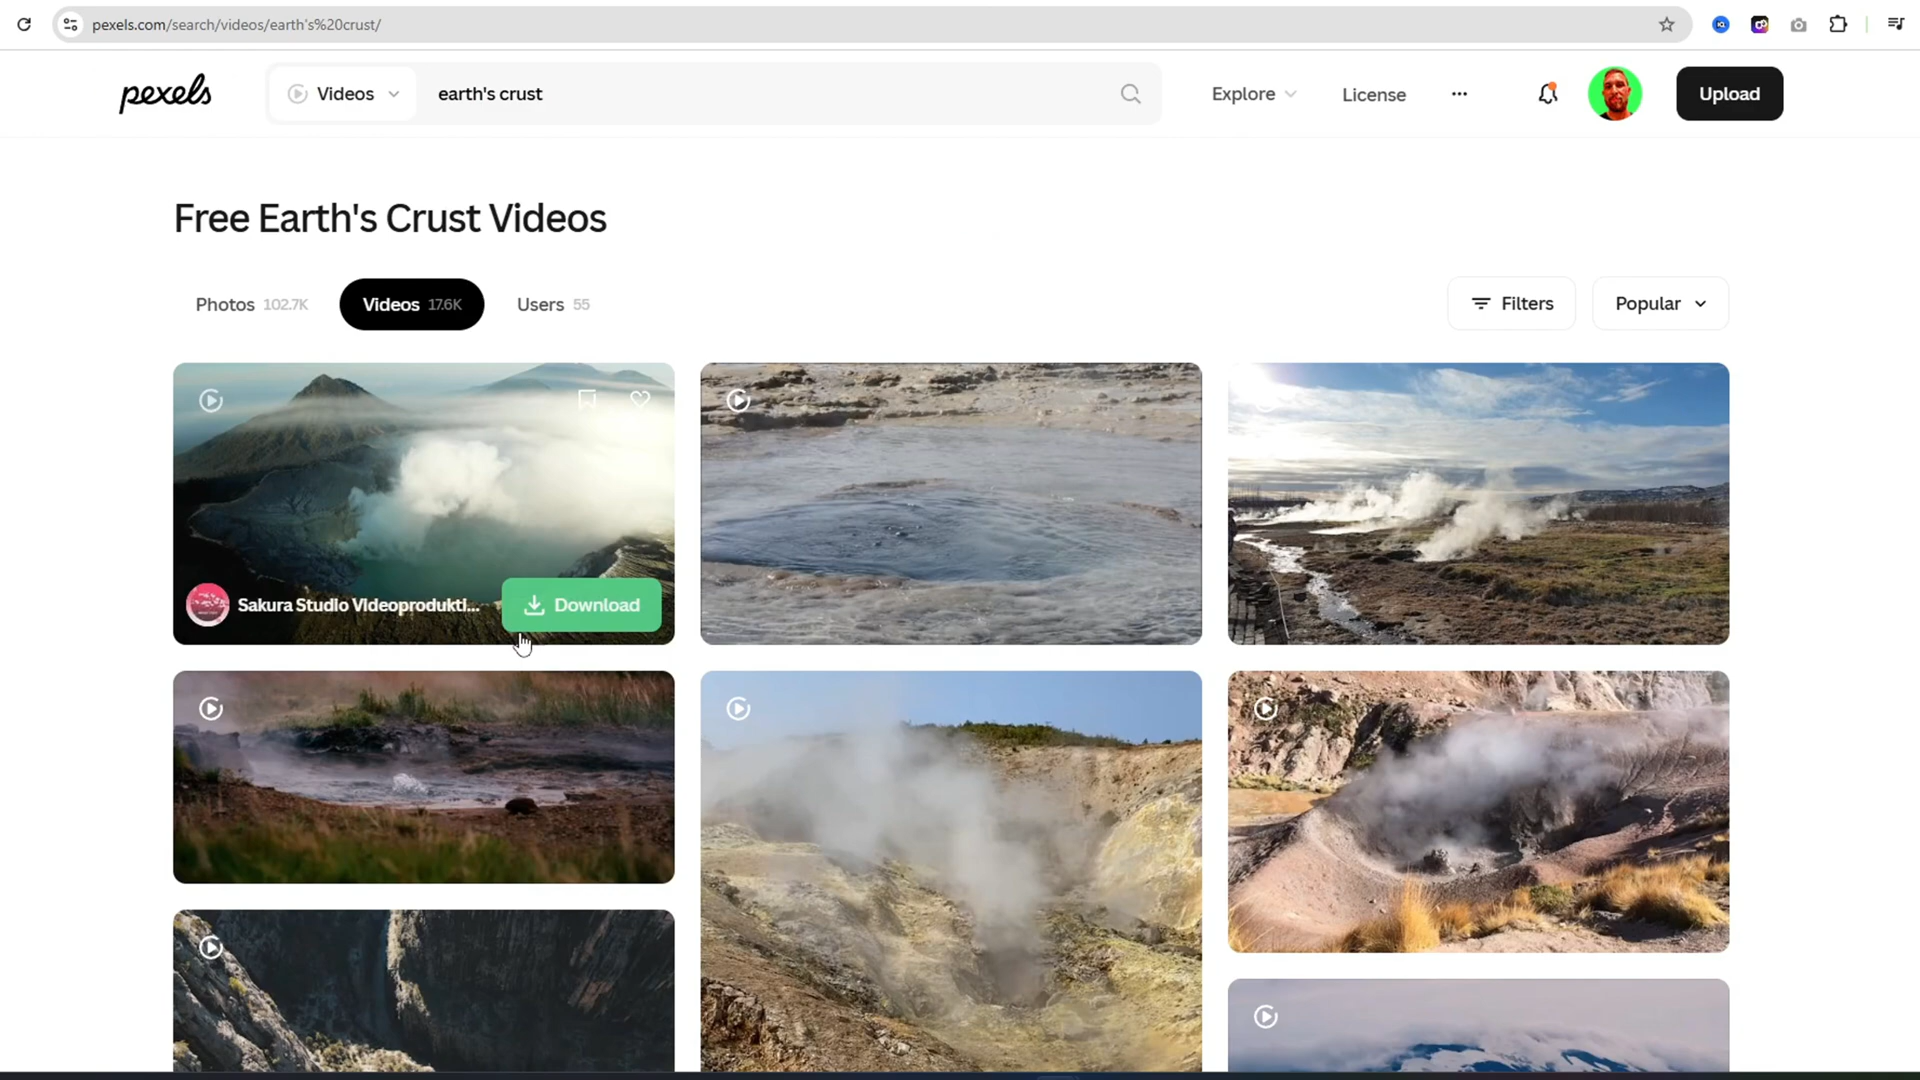 pexels.com/search/videos/earth's%20crust/
pexels
Videos
earth's crust
Explore
License
Upload
Free Earth's Crust Videos
Photos 102.7K
Videos 17.6K
Users 55
Filters
Popular
Sakura Studio Videoprodukti...
Download